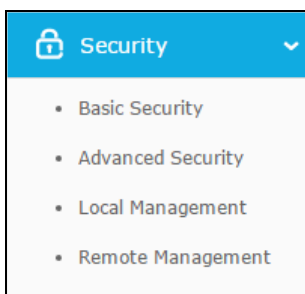 Security
• Basic Security
• Advanced Security
• Local Management
• Remote Management